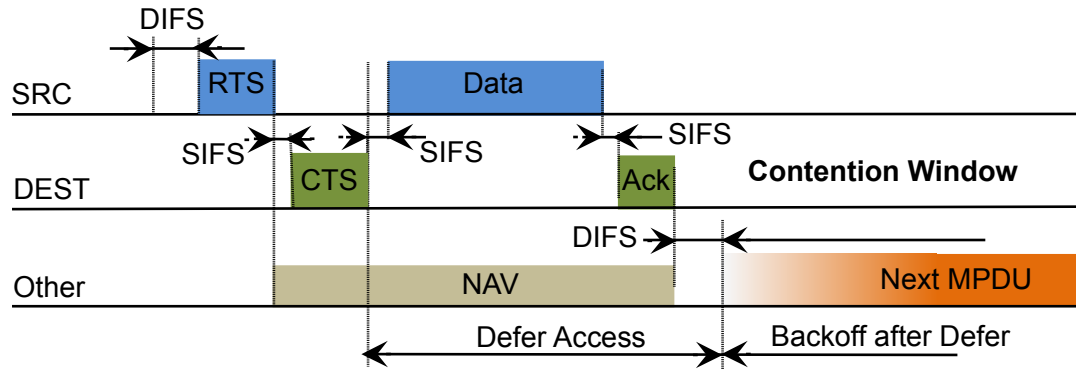 DIFS
RTS
Data
SRC
SIFS
SIFS
SIFS
CTS
Ack
Contention Window
DEST
DIFS
NAV
Next MPDU
Other
Defer Access
Backoff after Defer